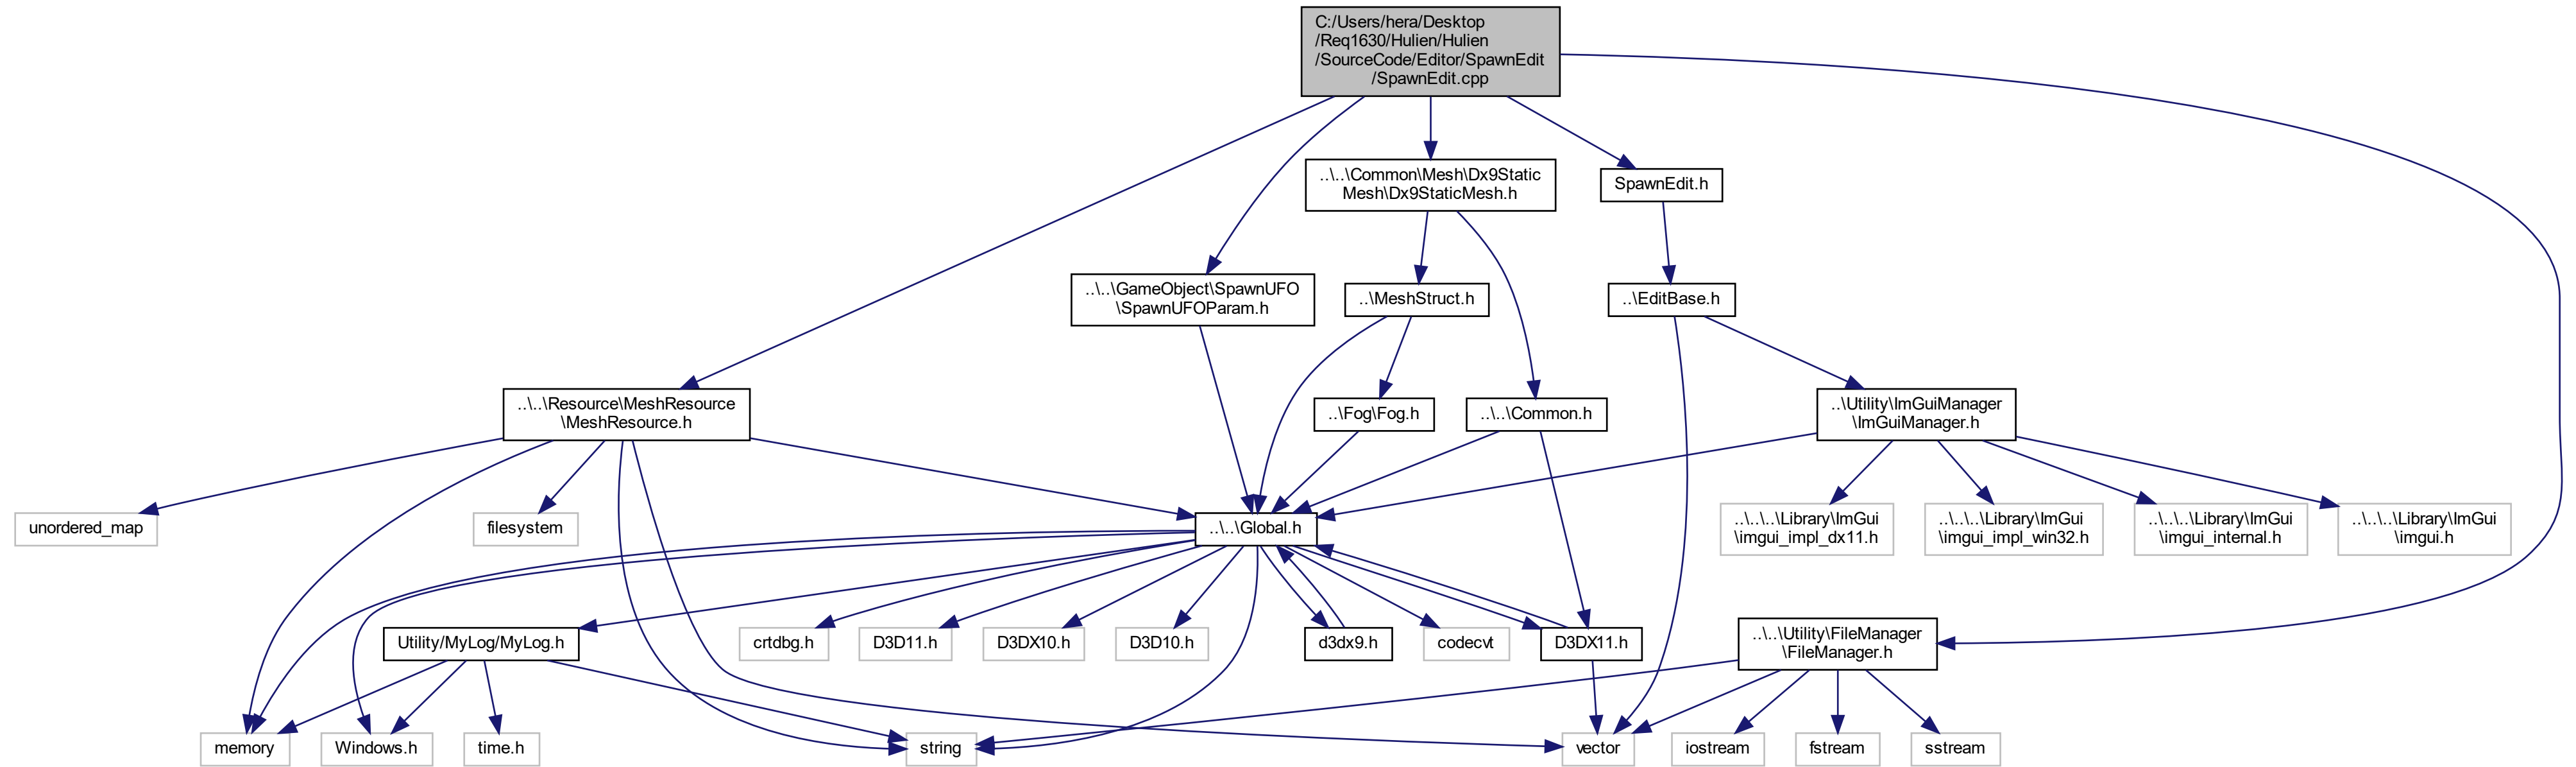 C:/Users/hera/Desktop
/Req1630/Hulien/Hulien
/SourceCode/Editor/SpawnEdit
/SpawnEdit.cpp
..\..\Common\Mesh\Dx9Static
Mesh\Dx9StaticMesh.h
SpawnEdit.h
..\..\GameObject\SpawnUFO
\SpawnUFOParam.h
..\MeshStruct.h
..\EditBase.h
..\..\Resource\MeshResource
\MeshResource.h
..\Fog\Fog.h
..\..\Common.h
..\Utility\ImGuiManager
\ImGuiManager.h
unordered_map
filesystem
..\..\Global.h
..\..\..\Library\ImGui
\imgui_impl_dx11.h
..\..\..\Library\ImGui
\imgui_impl_win32.h
..\..\..\Library\ImGui
\imgui_internal.h
..\..\..\Library\ImGui
\imgui.h
Utility/MyLog/MyLog.h
crtdbg.h
D3D11.h
D3DX10.h
D3D10.h
d3dx9.h
codecvt
D3DX11.h
..\..\Utility\FileManager
\FileManager.h
memory
Windows.h
time.h
string
vector
iostream
fstream
sstream